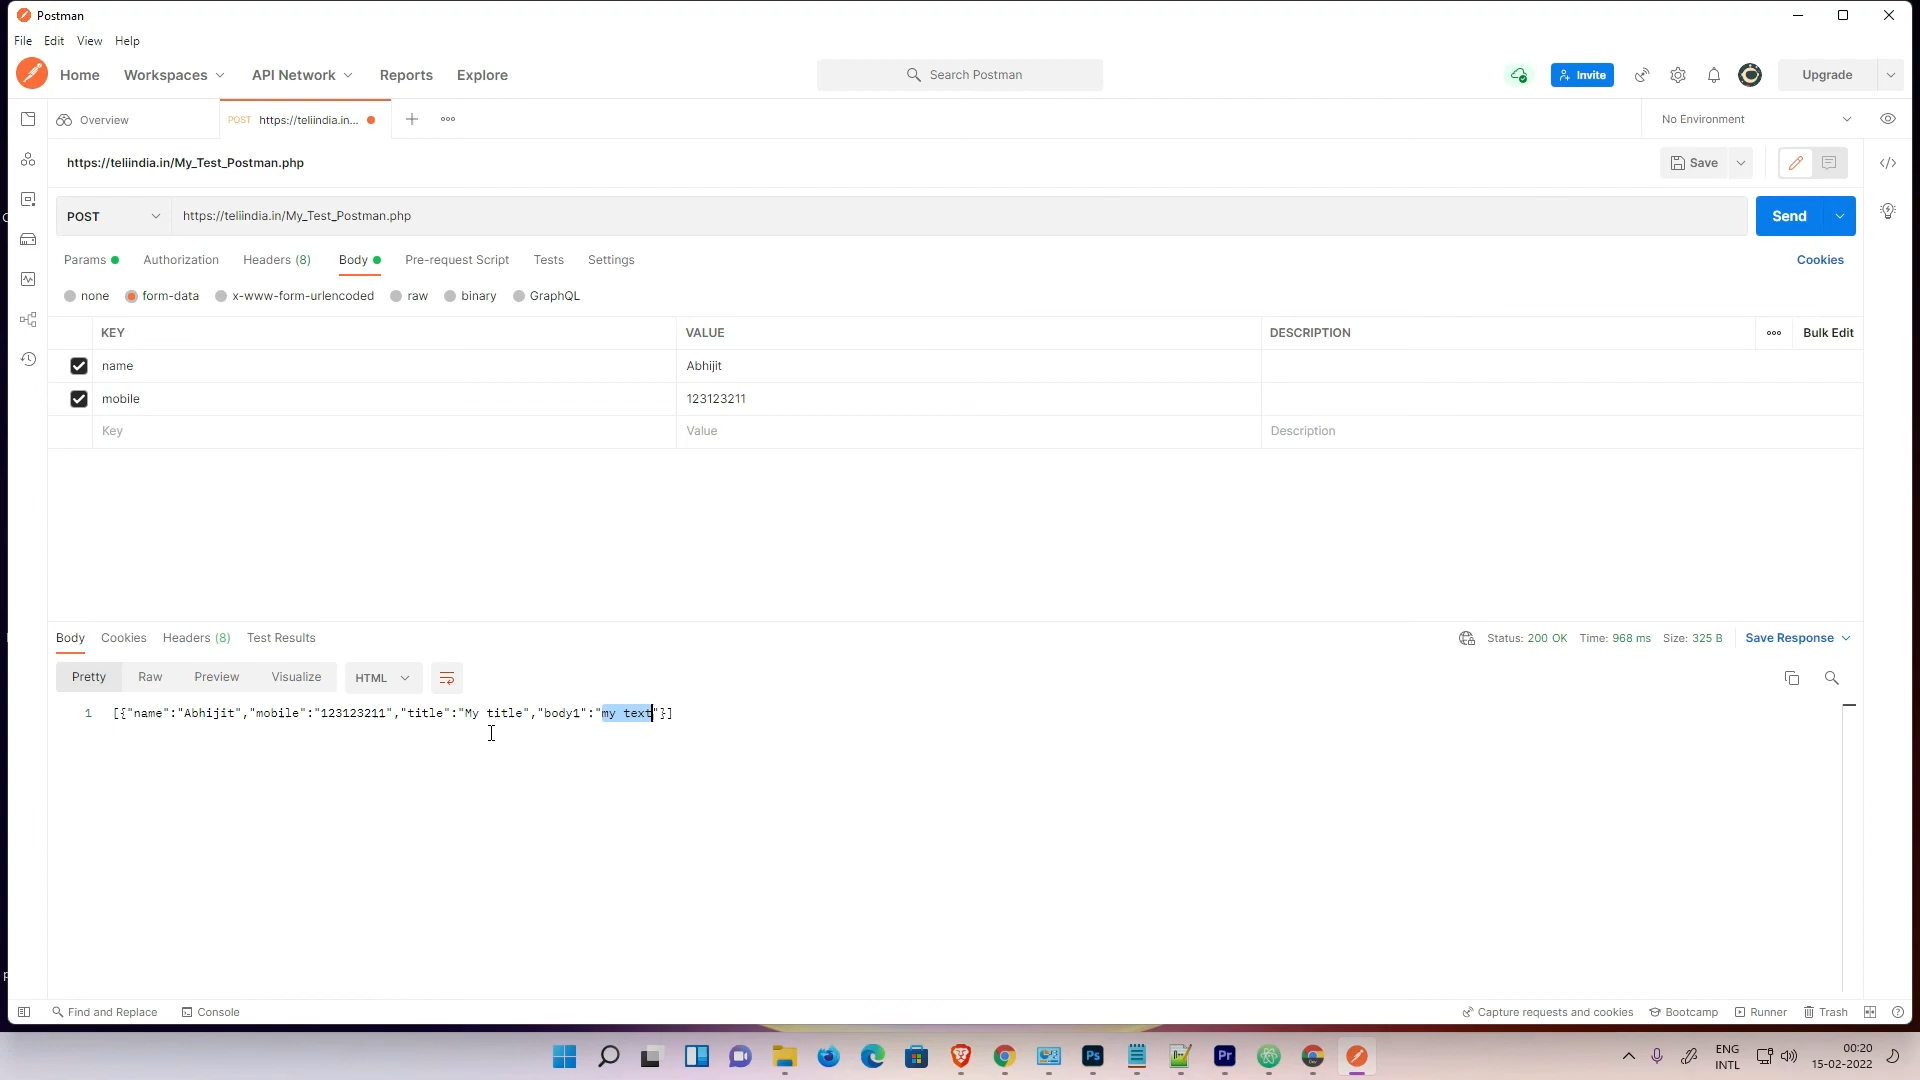 Postman
File Edit View Help
Home Workspaces API Network Reports Explore Search Postman Invite Upgrade
Overview POST https://teliindia.in... No Environment
https://teliindia.in/My_Test_Postman.php Save
POST https://teliindia.in/My_Test_Postman.php Send
Params Authorization Headers (8) Body Pre-request Script Tests Settings Cookies
none form-data x-www-form-urlencoded raw binary GraphQL
KEY VALUE DESCRIPTION Bulk Edit
name Abhijit
mobile 123123211
Key Value Description
Body Cookies Headers (8) Test Results Status: 200 OK Time: 968 ms Size: 325 B Save Response
Pretty Raw Preview Visualize HTML
1 [{"name":"Abhijit","mobile":"123123211","title":"My title","body1":"my text"}]
Find and Replace Console Capture requests and cookies Bootcamp Runner Trash
Ps Pr ENG 00:20
INTL 15-02-2022